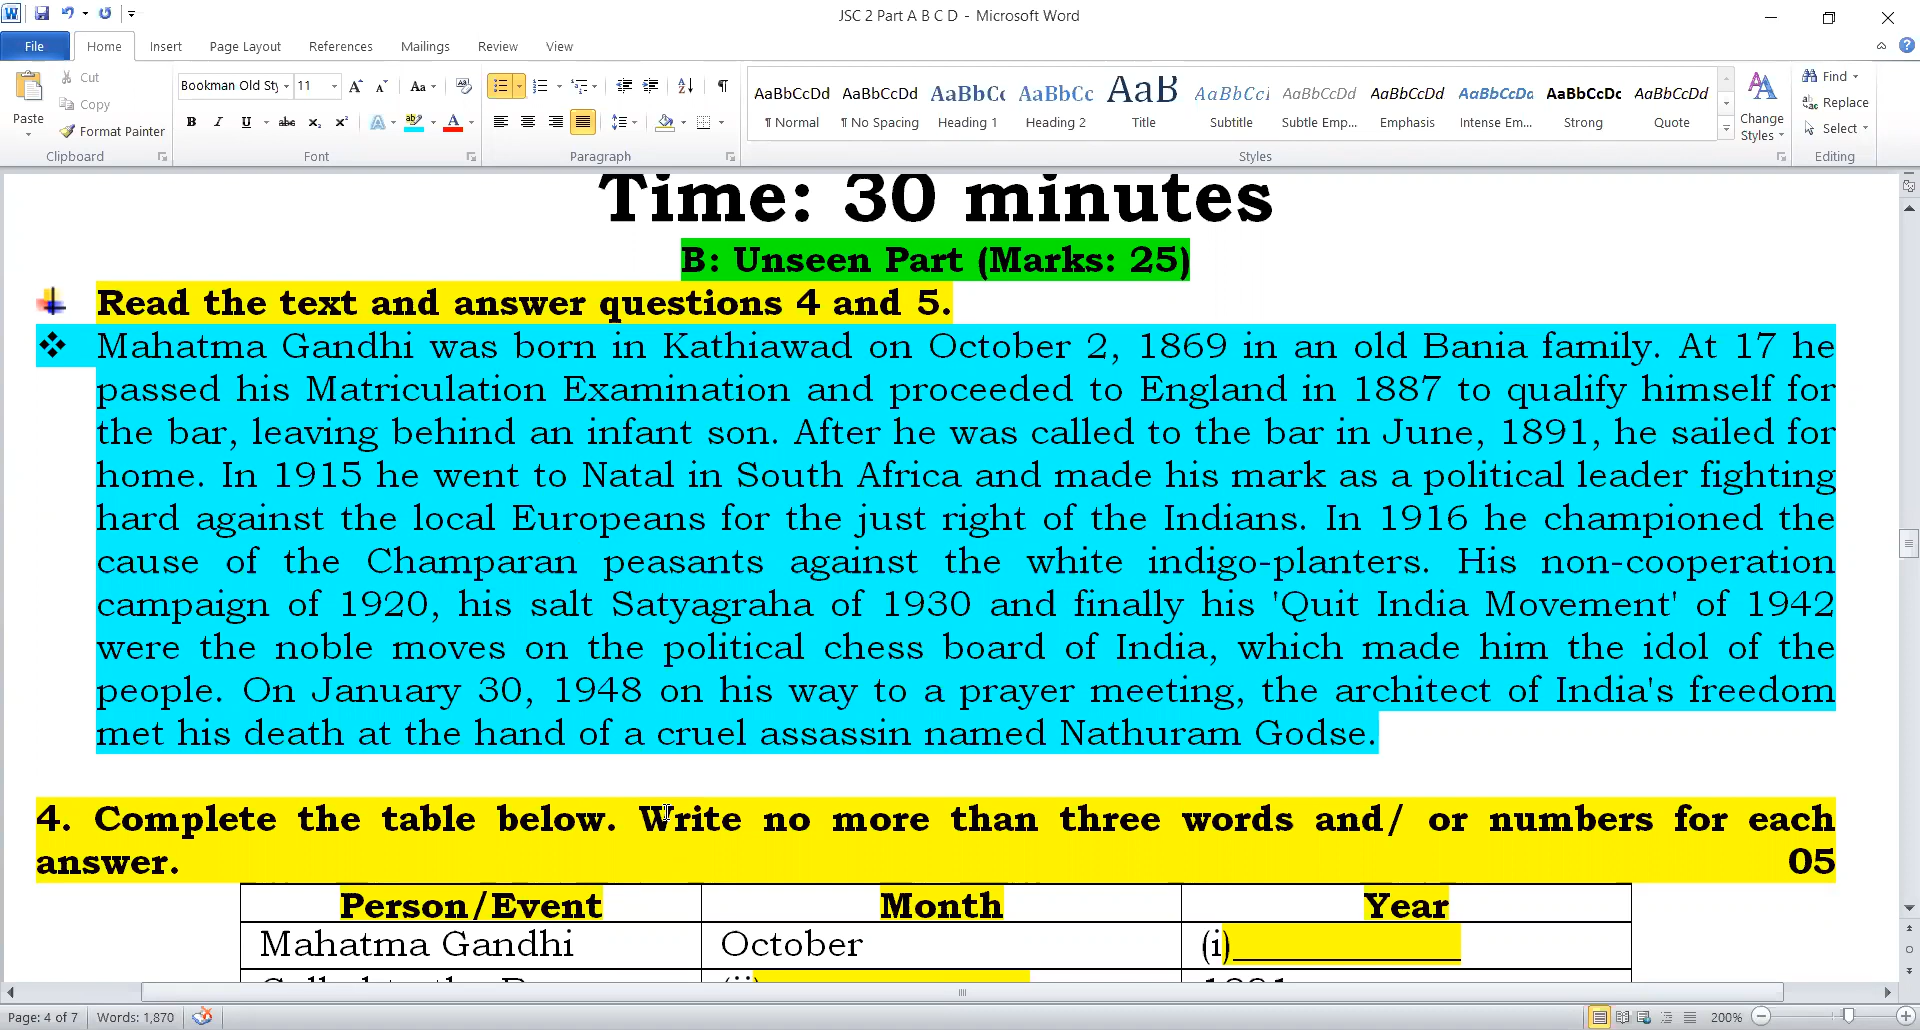 JSC 2 Part A B C D - Microsoft Word
File Home Insert Page Layout References Mailings Review View
Paste
Cut
Copy
Format Painter
Clipboard
Bookman Old Sty 11
Font
Paragraph
AaBbCcDd AaBbCcDd AaBbCc AaBbCc AaB AaBbCcI AaBbCcDd AaBbCcDd AaBbCcDd AaBbCcDc AaBbCcDd
¶ Normal ¶ No Spacing Heading 1 Heading 2 Title Subtitle Subtle Emp... Emphasis Intense Em... Strong Quote
Change Styles
Styles
Find
Replace
Select
Editing
Time: 30 minutes
B: Unseen Part (Marks: 25)
Read the text and answer questions 4 and 5.
❖ Mahatma Gandhi was born in Kathiawad on October 2, 1869 in an old Bania family. At 17 he
passed his Matriculation Examination and proceeded to England in 1887 to qualify himself for
the bar, leaving behind an infant son. After he was called to the bar in June, 1891, he sailed for
home. In 1915 he went to Natal in South Africa and made his mark as a political leader fighting
hard against the local Europeans for the just right of the Indians. In 1916 he championed the
cause of the Champaran peasants against the white indigo-planters. His non-cooperation
campaign of 1920, his salt Satyagraha of 1930 and finally his 'Quit India Movement' of 1942
were the noble moves on the political chess board of India, which made him the idol of the
people. On January 30, 1948 on his way to a prayer meeting, the architect of India's freedom
met his death at the hand of a cruel assassin named Nathuram Godse.
4. Complete the table below. Write no more than three words and/ or numbers for each
answer. 05
Person/Event Month Year
Mahatma Gandhi October (i)____________
Page: 4 of 7 Words: 1,870 200%